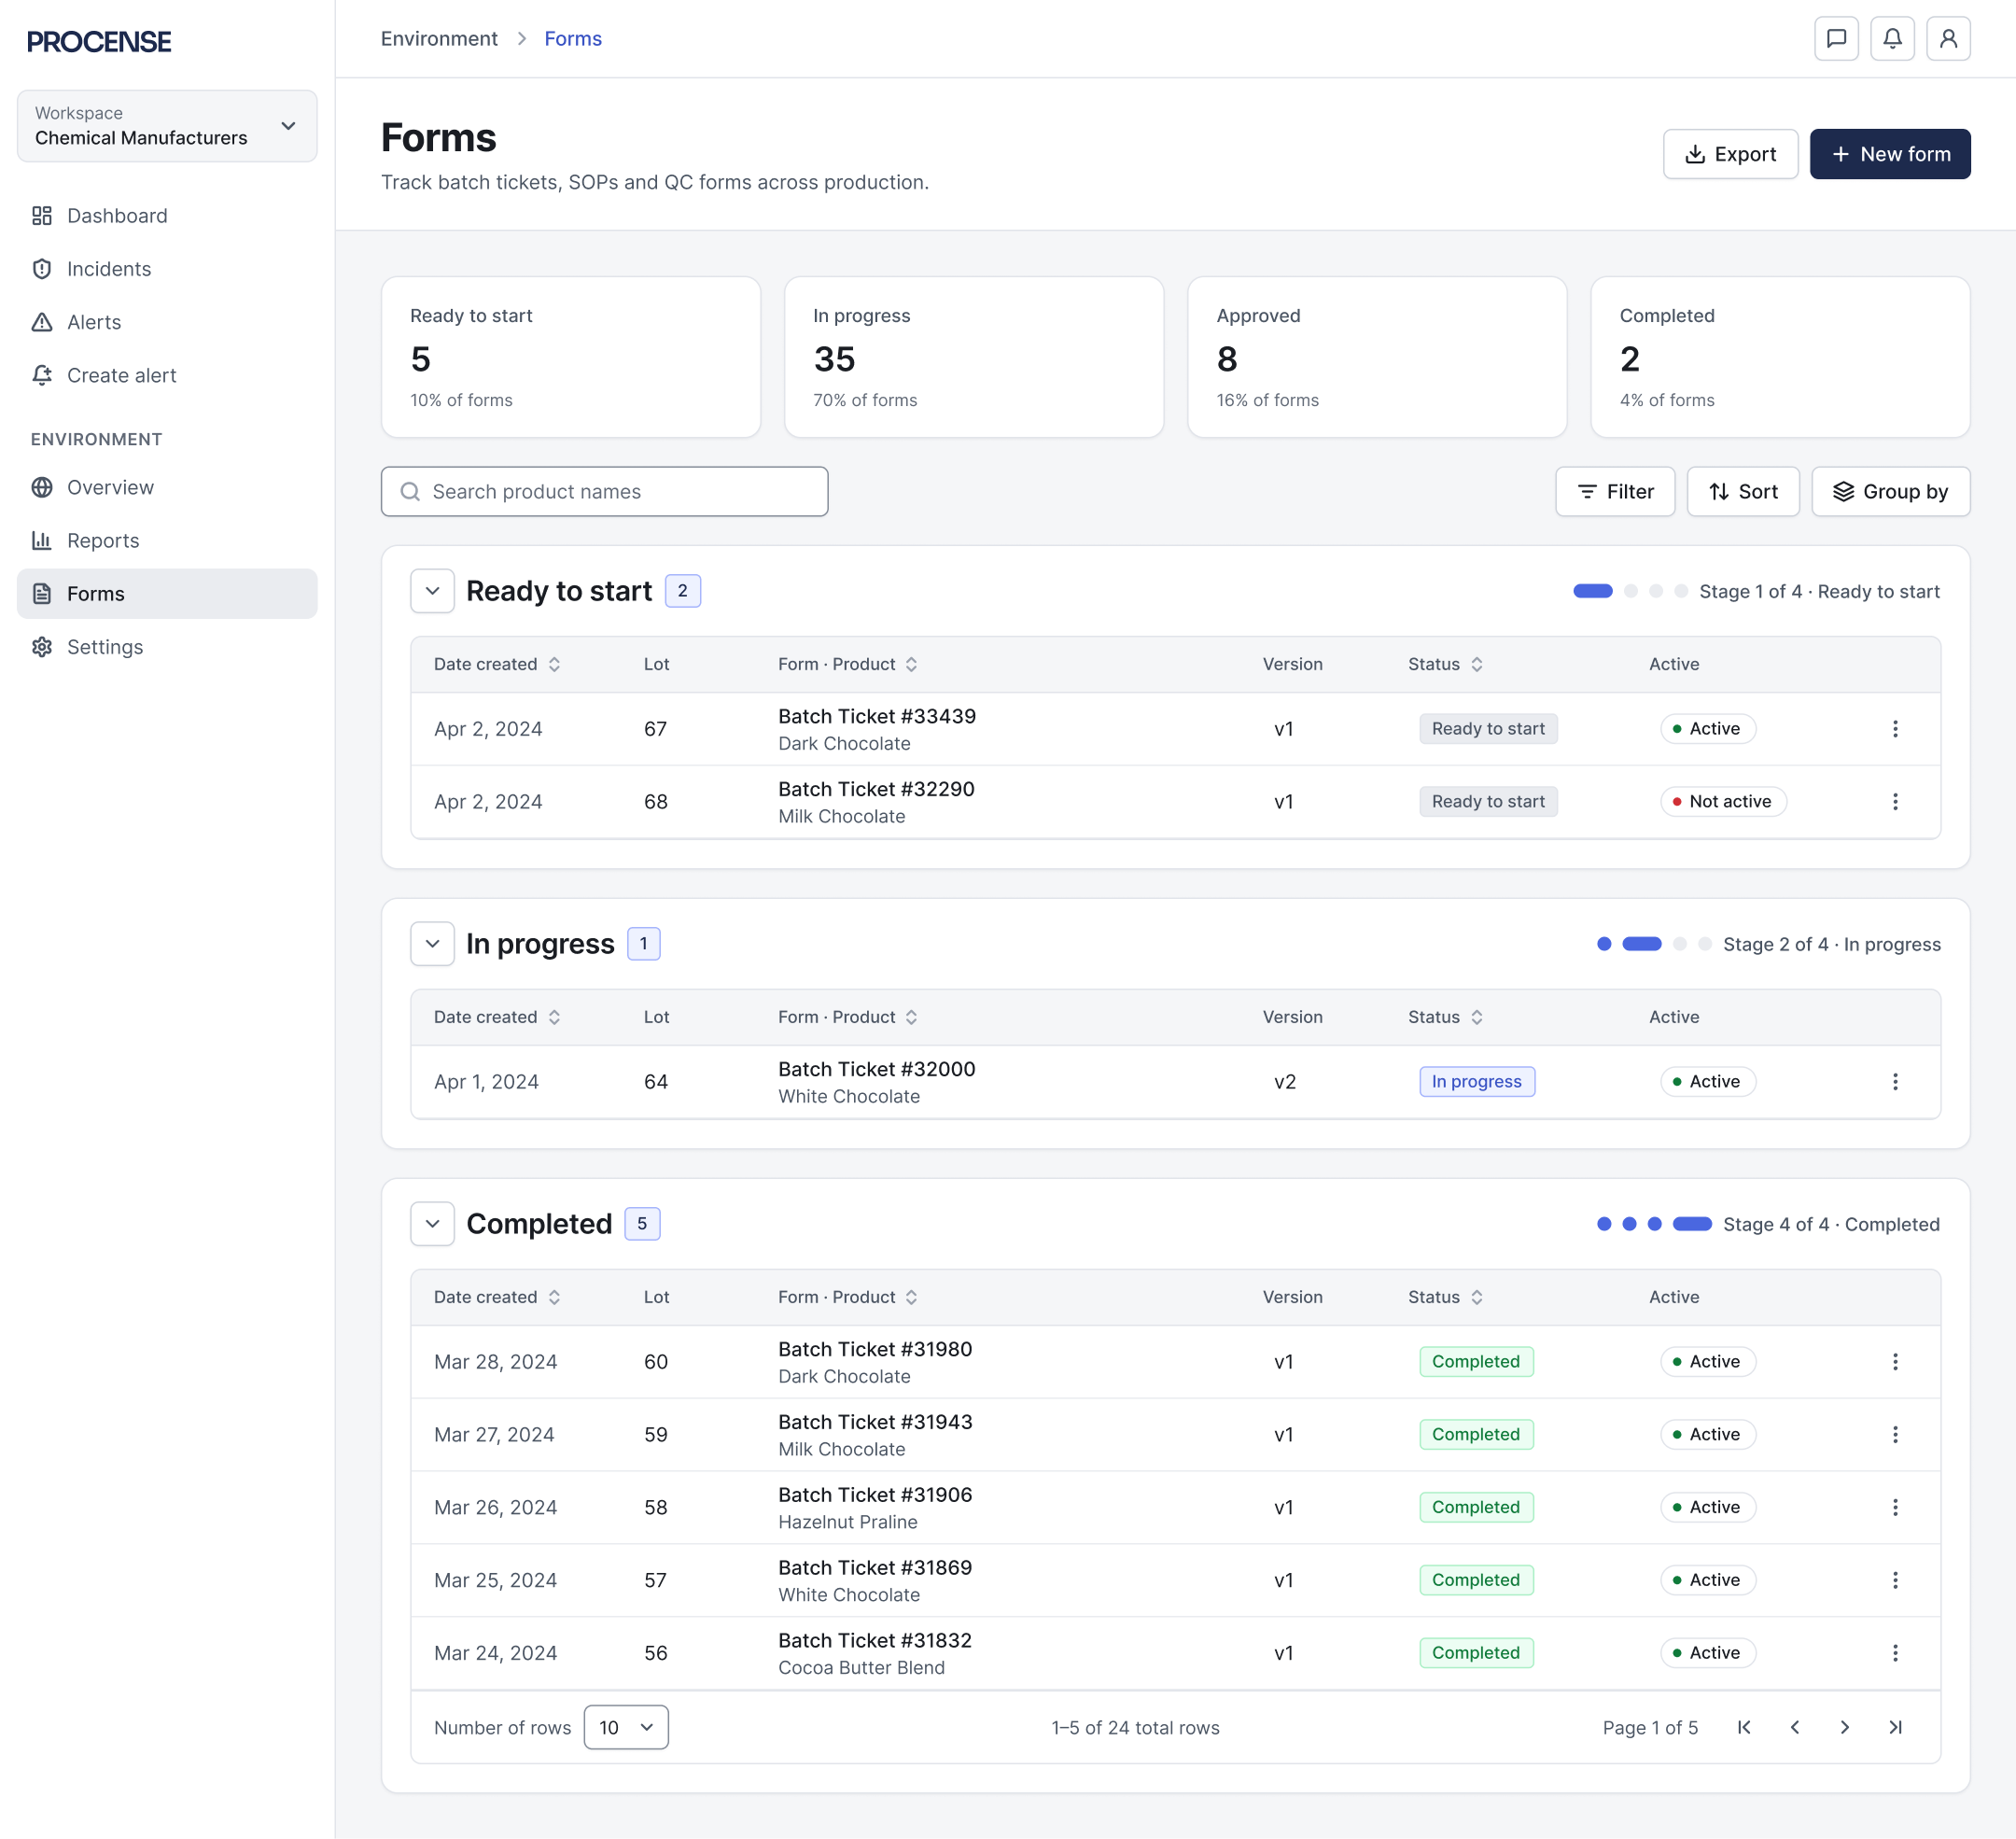 PROCENSE
Workspace
Chemical Manufacturers
Dashboard
Incidents
Alerts
Create alert
ENVIRONMENT
Overview
Reports
Forms
Settings
Environment Forms
Forms
Track batch tickets, SOPs and QC forms across production.
Export
New form
Ready to start
5
10% of forms
In progress
35
70% of forms
Approved
8
16% of forms
Completed
2
4% of forms
Search product names
Filter
Sort
Group by
Ready to start 2
Stage 1 of 4 · Ready to start
Date created Lot Form · Product Version Status Active
Apr 2, 2024 67 Batch Ticket #33439 v1 Ready to start Active
Dark Chocolate
Apr 2, 2024 68 Batch Ticket #32290 v1 Ready to start Not active
Milk Chocolate
In progress 1
Stage 2 of 4 · In progress
Date created Lot Form · Product Version Status Active
Apr 1, 2024 64 Batch Ticket #32000 v2 In progress Active
White Chocolate
Completed 5
Stage 4 of 4 · Completed
Date created Lot Form · Product Version Status Active
Mar 28, 2024 60 Batch Ticket #31980 v1 Completed Active
Dark Chocolate
Mar 27, 2024 59 Batch Ticket #31943 v1 Completed Active
Milk Chocolate
Mar 26, 2024 58 Batch Ticket #31906 v1 Completed Active
Hazelnut Praline
Mar 25, 2024 57 Batch Ticket #31869 v1 Completed Active
White Chocolate
Mar 24, 2024 56 Batch Ticket #31832 v1 Completed Active
Cocoa Butter Blend
Number of rows 10
1–5 of 24 total rows
Page 1 of 5